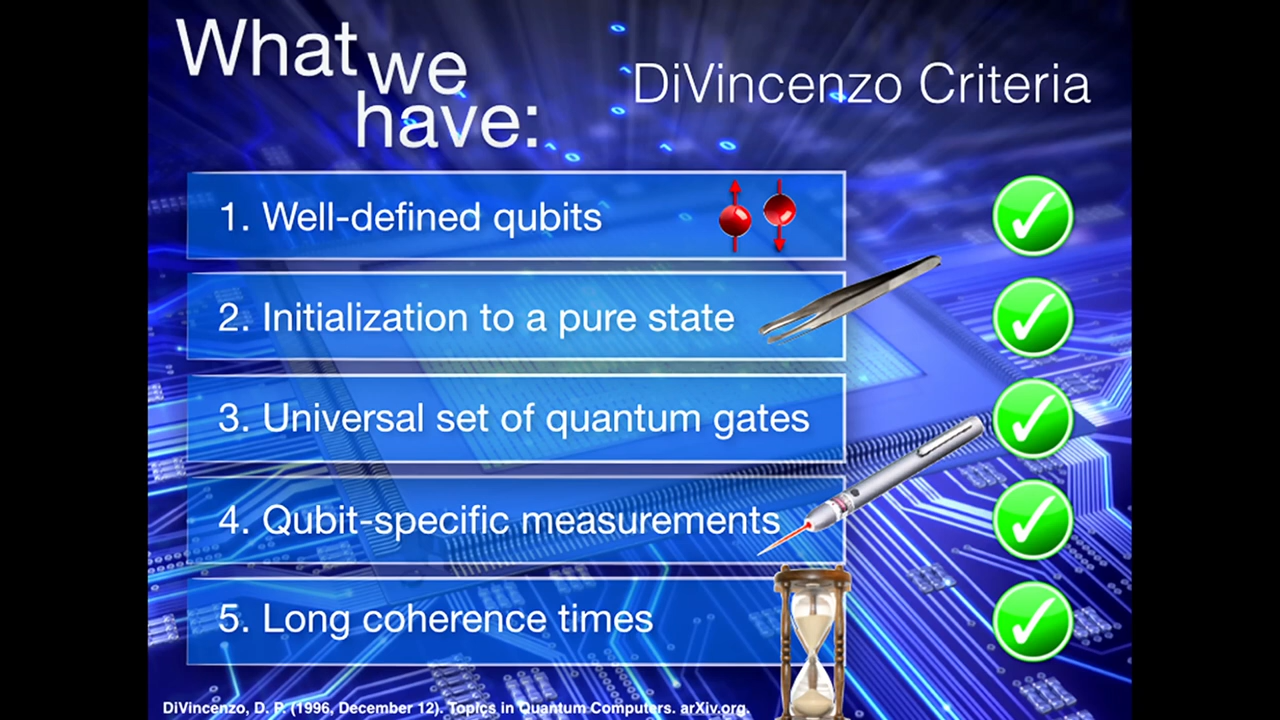 What we
have:
DiVincenzo Criteria
1. Well-defined qubits
2. Initialization to a pure state
3. Universal set of quantum gates
4. Qubit-specific measurements
5. Long coherence times
DiVincenzo, D. P. (1996, December 12). Topics in Quantum Computers. arXiv.org.